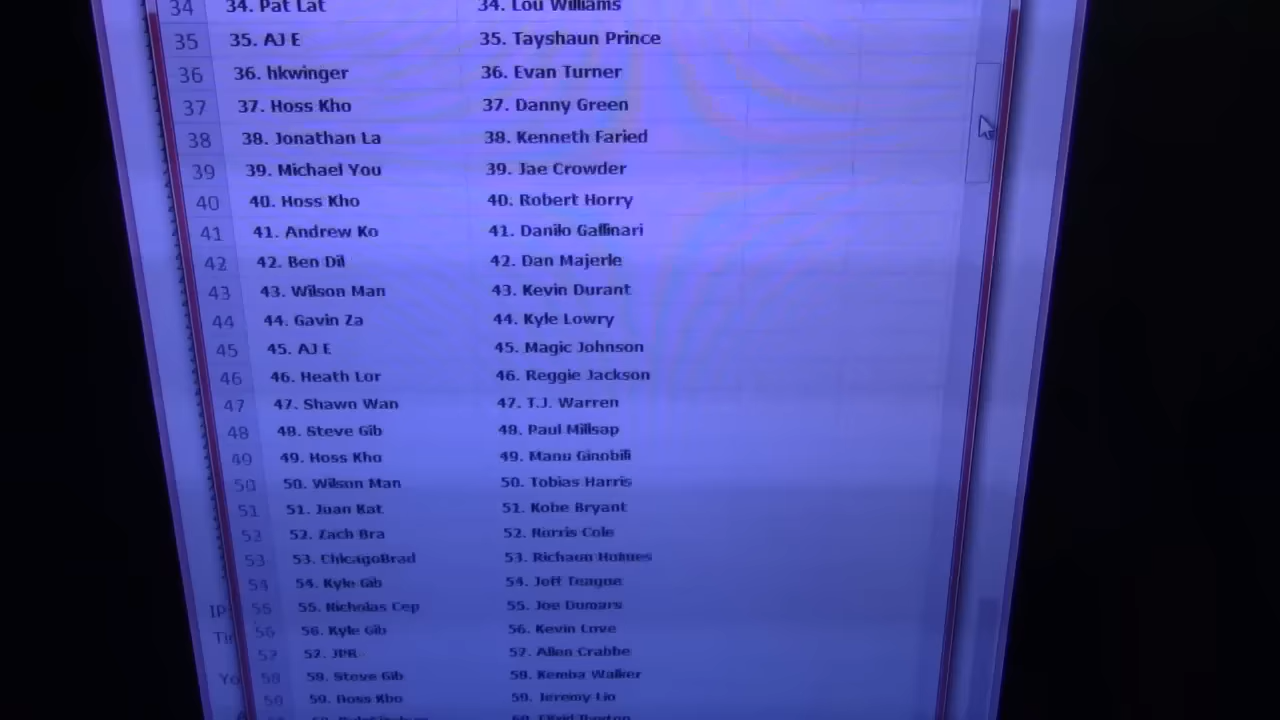 34 34. Pat Lat 34. Lou Williams
35 35. AJ E 35. Tayshaun Prince
36 36. hkwinger 36. Evan Turner
37 37. Hoss Kho 37. Danny Green
38 38. Jonathan La 38. Kenneth Faried
39 39. Michael You 39. Jae Crowder
40 40. Hoss Kho 40. Robert Horry
41 41. Andrew Ko 41. Danilo Gallinari
42 42. Ben Dil 42. Dan Majerle
43 43. Wilson Man 43. Kevin Durant
44 44. Gavin Za 44. Kyle Lowry
45 45. AJ E 45. Magic Johnson
46 46. Heath Lor 46. Reggie Jackson
47 47. Shawn Wan 47. T.J. Warren
48 48. Steve Gib 48. Paul Millsap
49 49. Hoss Kho 49. Manu Ginobili
50 50. Wilson Man 50. Tobias Harris
51 51. Juan Kat 51. Kobe Bryant
52 52. Zach Bra 52. Norris Cole
53 53. ChicagoBrad 53. Richaun Holmes
54 54. Kyle Gib 54. Jeff Teague
55 55. Nicholas Cep 55. Joe Dumars
56 56. Kyle Gib 56. Kevin Love
57 57. JPR 57. Allen Crabbe
58 58. Steve Gib 58. Kemba Walker
59 59. Hoss Kho 59. Jeremy Lin
IP
Yo